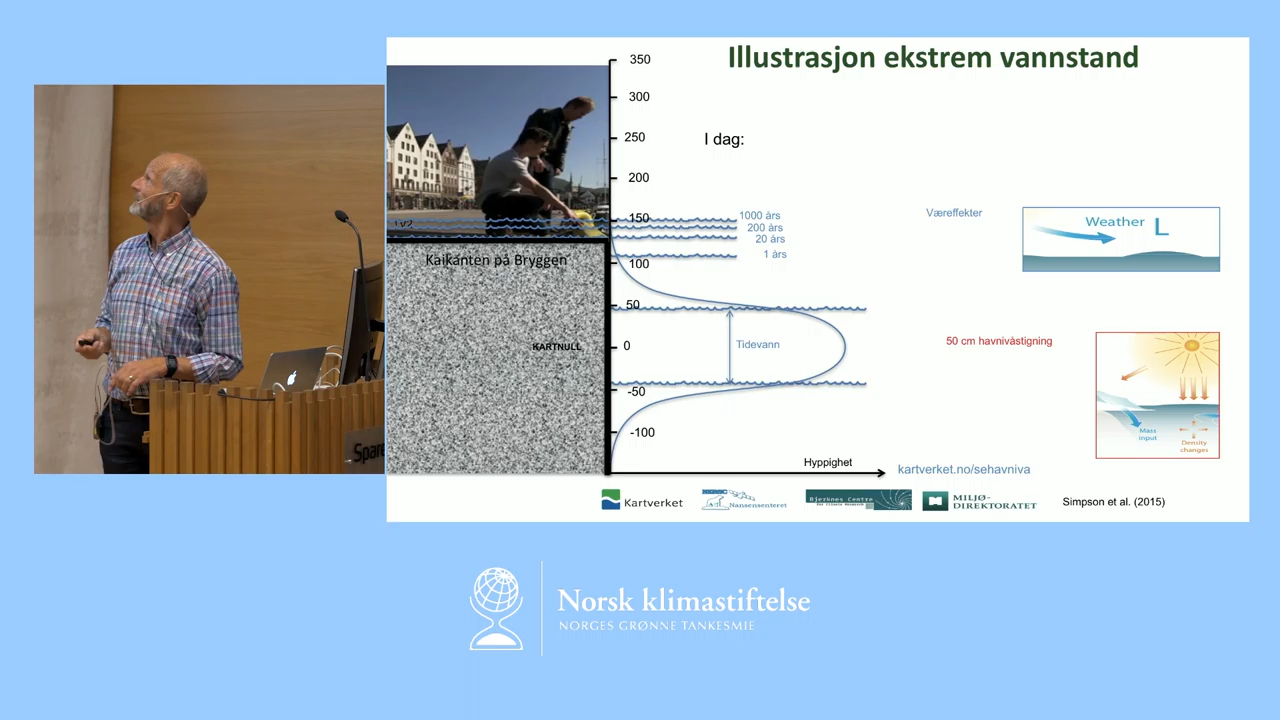 Illustrasjon ekstrem vannstand
350
300
250
200
150
100
50
0
-50
-100
I dag:
1000 års
200 års
20 års
1 års
Kaikanten på Bryggen
KARTNULL
Tidevann
Væreffekter
Weather L
50 cm havnivåstigning
Mass
input
Density
changes
Hyppighet
kartverket.no/sehavniva
Kartverket
NERSC
Nansensenteret
Bjerknes Centre
for Climate Research
MILJØ-
DIREKTORATET
Simpson et al. (2015)
Spare
Norsk klimastiftelse
NORGES GRØNNE TANKESMIE